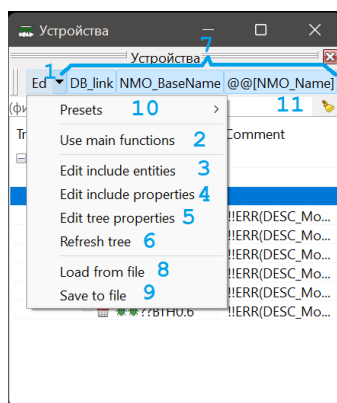 Устройства
7
Устройства
1
Ed DB_link NMO_BaseName @@[NMO_Name]
(фи
Presets 10 > 11
Tr
Use main functions 2
Comment
Edit include entities 3
Edit include properties 4
Edit tree properties 5
!!ERR(DESC_Mo...
Refresh tree 6
!!ERR(DESC_Mo...
!!ERR(DESC_Mo...
Load from file 8
!!ERR(DESC_Mo...
Save to file 9
!!ERR(DESC_Mo...
??BTH0.6 !!ERR(DESC_Mo...